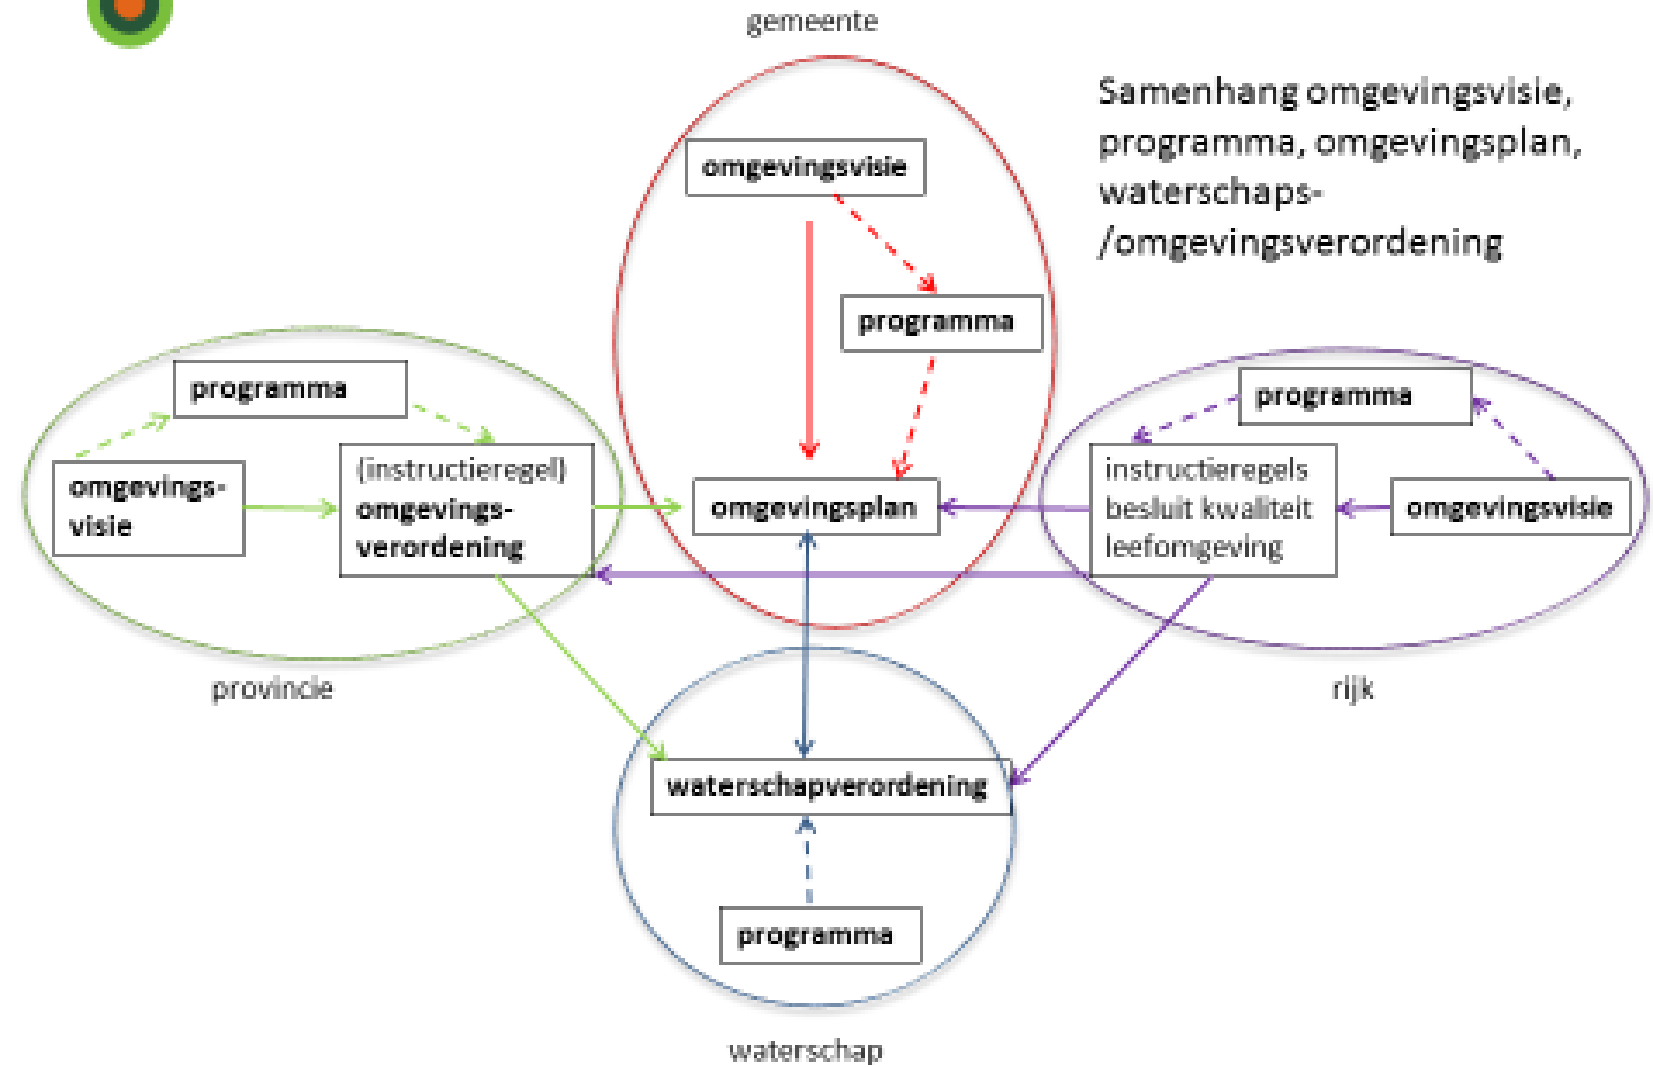 gemeente
Samenhang omgevingsvisie,
programma, omgevingsplan,
waterschaps-
/omgevingsverordening
omgevingsvisie
programma
omgevingsplan
programma
omgevings-
visie
(instructieregel)
omgevings-
verordening
provincie
programma
instructieregels
besluit kwaliteit
leefomgeving
omgevingsvisie
rijk
waterschapverordening
programma
waterschap